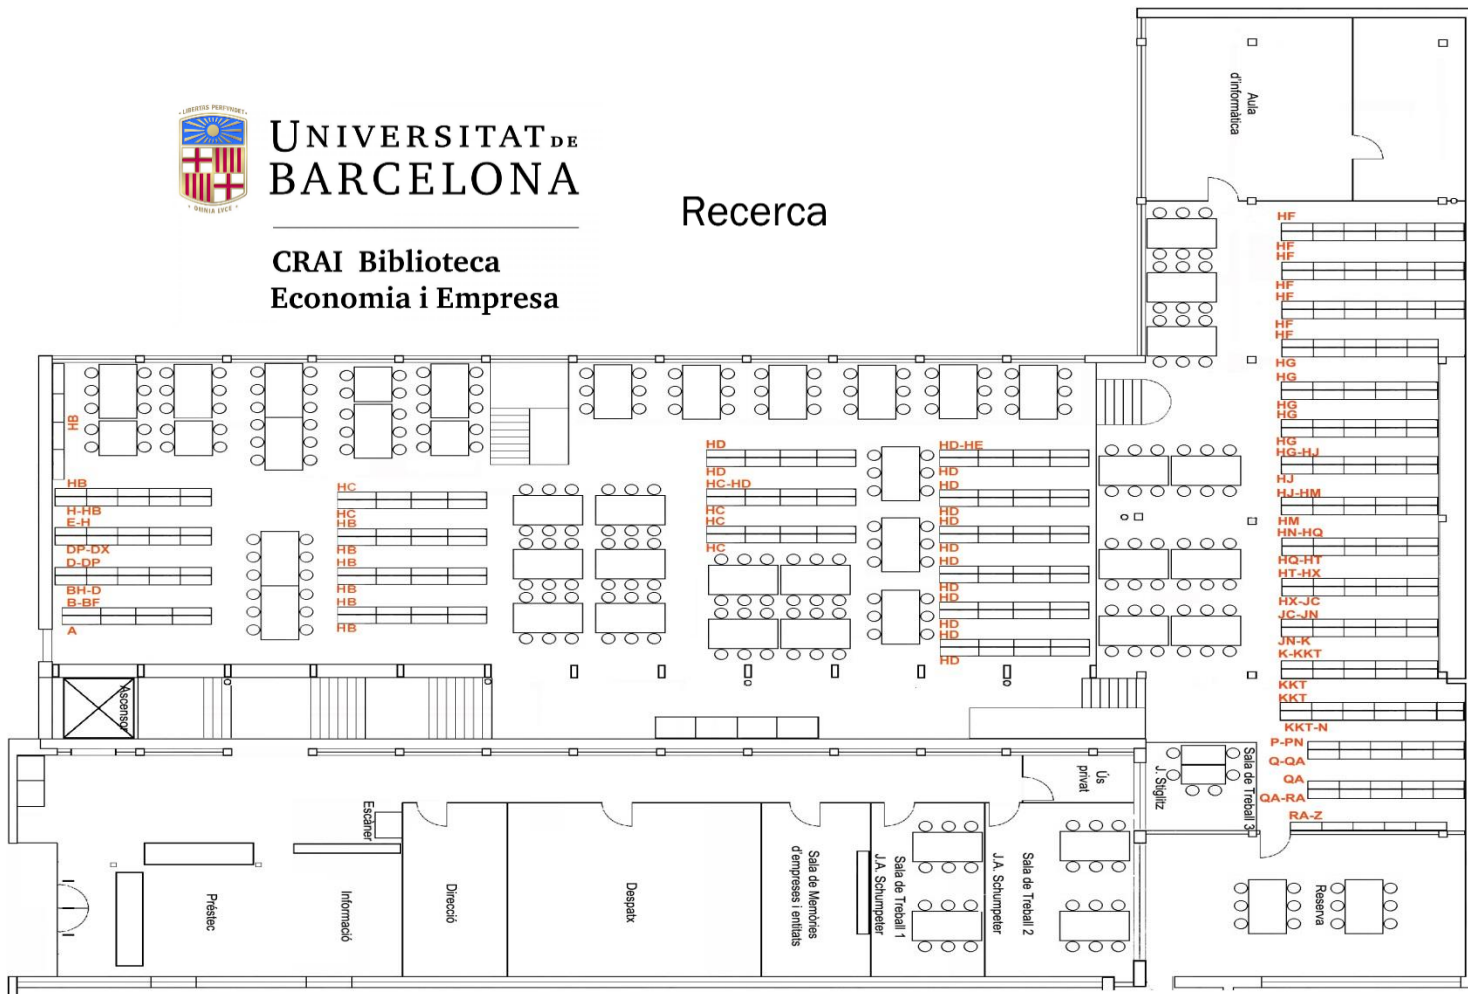 · LIBERTAS PERFUNDET ·
OMNIA LVCE
UNIVERSITAT DE
BARCELONA
CRAI Biblioteca
Economia i Empresa
Recerca
Aula
d'informàtica
HB
HB
H-HB
E-H
DP-DX
D-DP
BH-D
B-BF
A
HC
HC
HB
HB
HB
HB
HB
HB
HD
HD
HC-HD
HC
HC
HC
HD-HE
HD
HD
HD
HD
HD
HD
HD
HD
HD
HD
HD
HF
HF
HF
HF
HF
HF
HF
HG
HG
HG
HG
HG
HG-HJ
HJ
HJ-HM
HM
HN-HQ
HQ-HT
HT-HX
HX-JC
JC-JN
JN-K
K-KKT
KKT
KKT
KKT-N
P-PN
Q-QA
QA
QA-RA
RA-Z
Ascensor
Escàner
Préstec
Informació
Direcció
Despatx
Sala de Memòries
d'empreses i entitats
Sala de Treball 1
J.A. Schumpeter
Sala de Treball 2
J.A. Schumpeter
Ús
privat
Sala de Treball 3
J. Stiglitz
Reserva